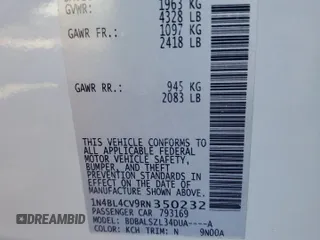 GVWR: 1963 KG
4328 LB
GAWR FR.: 1097 KG
2418 LB
GAWR RR.: 945 KG
2083 LB
THIS VEHICLE CONFORMS TO ALL
APPLICABLE FEDERAL
MOTOR VEHICLE SAFETY, BUMPER, AND
THEFT PREVENTION STANDARDS
IN EFFECT ON THE DATE OF
MANUFACTURE SHOWN ABOVE.
1N4BL4CV9RN350232
PASSENGER CAR 793169
MODEL: BDBALSZL34DUA----A
COLOR: KCH TRIM: N 9N00A